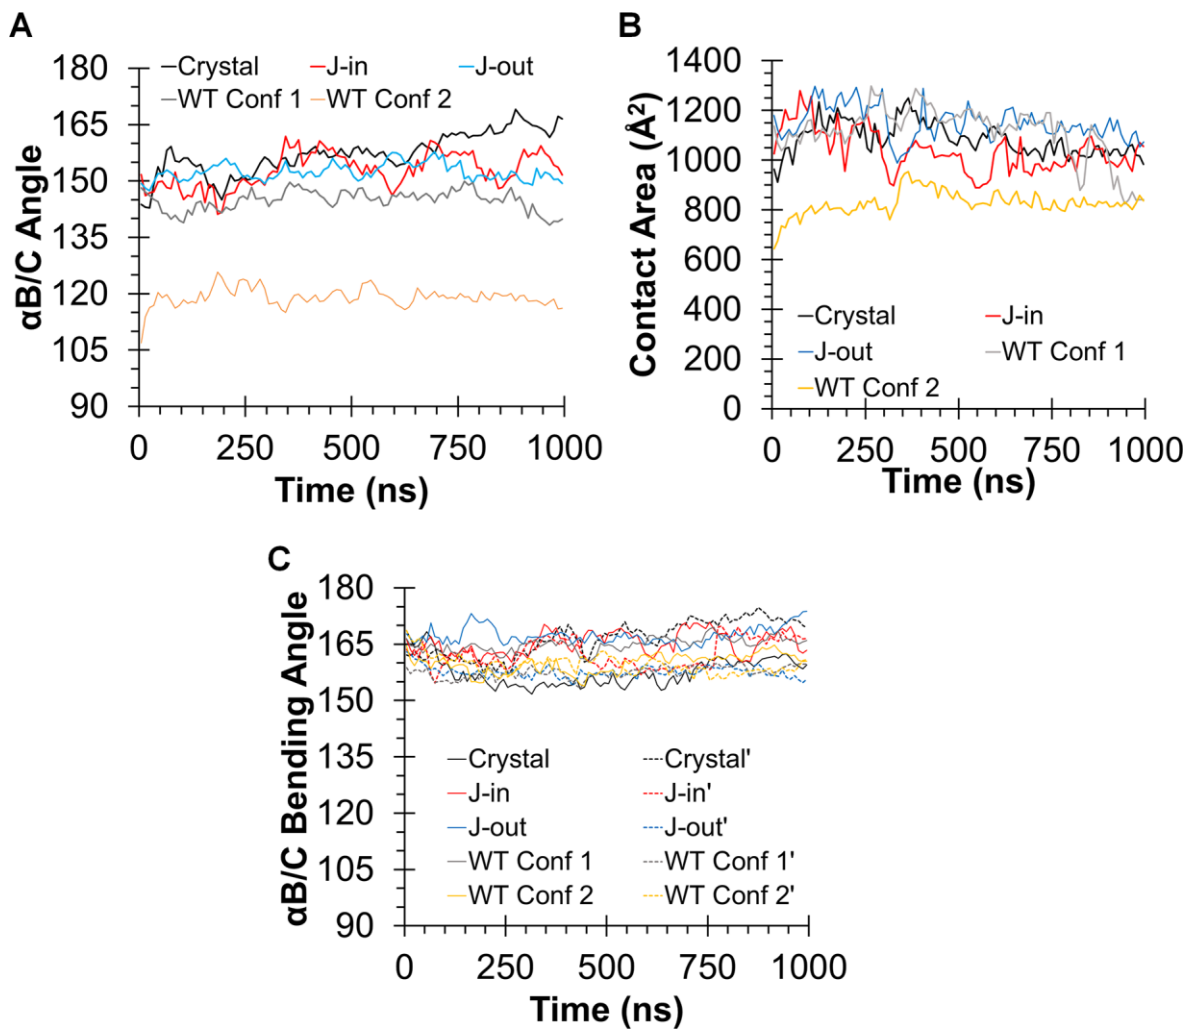 A
αB/C Angle
180
165
150
135
120
105
90
Crystal J-in J-out
WT Conf 1 WT Conf 2
0 250 500 750 1000
Time (ns)
B
Contact Area (Å²)
1400
1200
1000
800
600
400
200
0
Crystal J-in
J-out WT Conf 1
WT Conf 2
0 250 500 750 1000
Time (ns)
C
αB/C Bending Angle
180
165
150
135
120
105
90
Crystal Crystal'
J-in J-in'
J-out J-out'
WT Conf 1 WT Conf 1'
WT Conf 2 WT Conf 2'
0 250 500 750 1000
Time (ns)